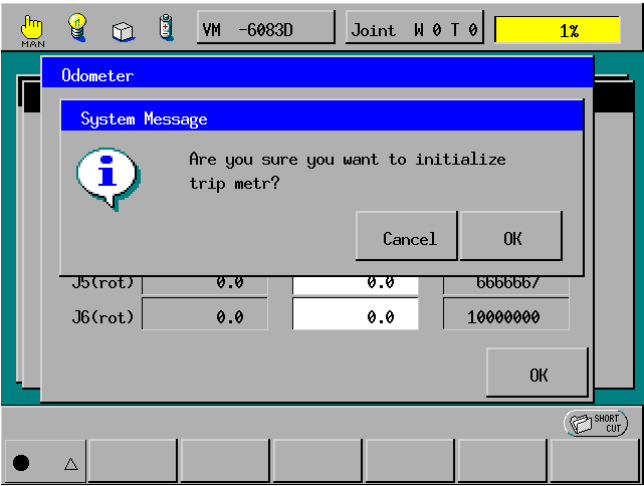 MAN
VM -6083D
Joint W 0 T 0
1%
Odometer
System Message
Are you sure you want to initialize
trip metr?
Cancel
OK
J5(rot)
0.0
0.0
6666667
J6(rot)
0.0
0.0
10000000
OK
SHORT
CUT